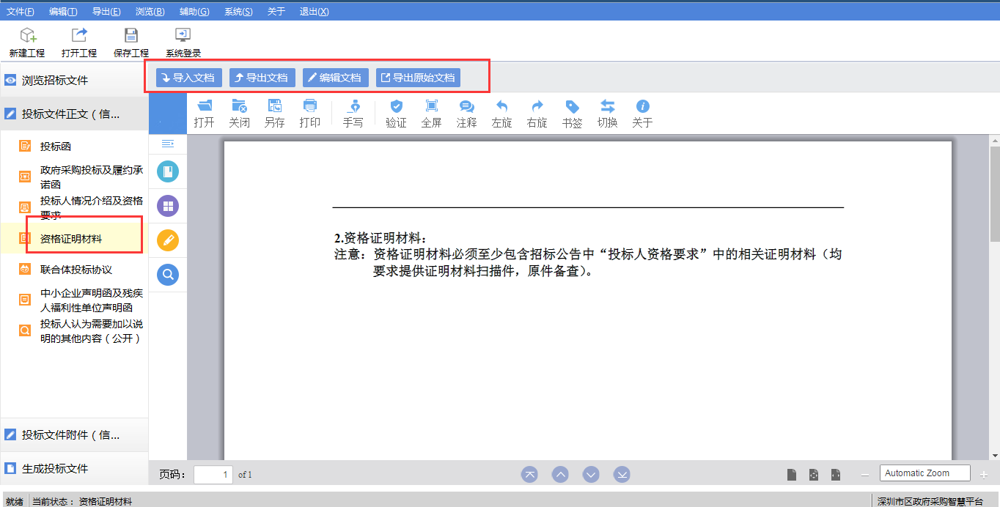 文件(F) 编辑(T) 导出(E) 浏览(B) 辅助(G) 系统(S) 关于 退出(X)
新建工程 打开工程 保存工程 系统登录
导入文档 导出文档 编辑文档 导出原始文档
浏览招标文件
投标文件正文（信...
打开 关闭 另存 打印 手写 验证 全屏 注释 左旋 右旋 书签 切换 关于
投标函
政府采购投标及履约承
诺函
投标人情况介绍及资格
要求
资格证明材料
联合体投标协议
中小企业声明函及残疾
人福利性单位声明函
投标人认为需要加以说
明的其他内容（公开）
投标文件附件（信...
生成投标文件
2.资格证明材料：
注意：资格证明材料必须至少包含招标公告中“投标人资格要求”中的相关证明材料（均
要求提供证明材料扫描件，原件备查）。
页码： 1 of 1 Automatic Zoom
就绪 当前状态：资格证明材料 深圳市区政府采购智慧平台